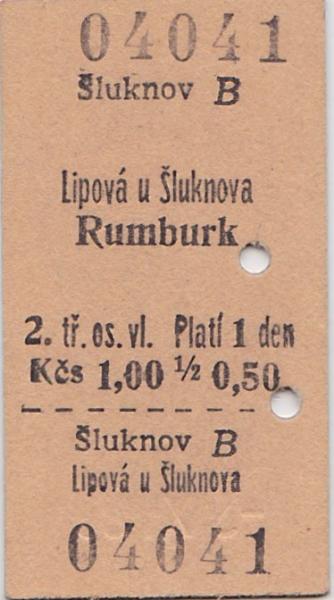 04041
Šluknov B
Lipová u Šluknova
Rumburk
2. tř. os. vl. Platí 1 den
Kčs 1,00 ½ 0,50
Šluknov B
Lipová u Šluknova
04041